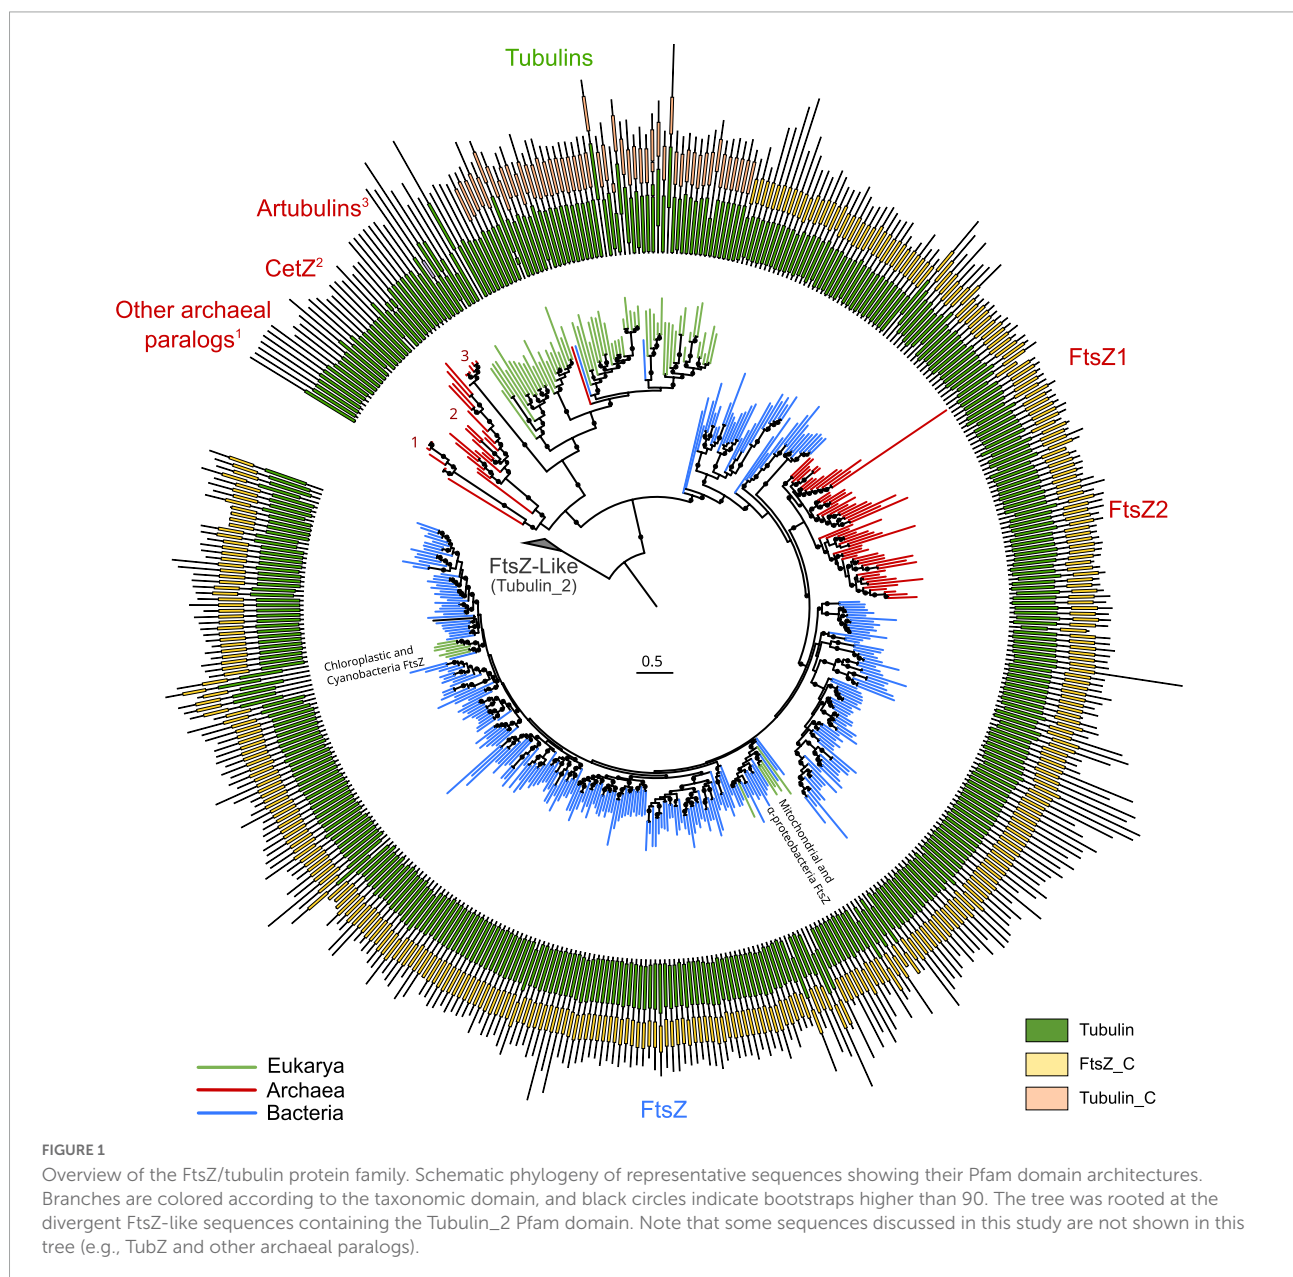 Tubulins
Artubulins3
CetZ2
Other archaeal
paralogs1
3
2
1
FtsZ1
FtsZ2
FtsZ-Like
(Tubulin_2)
0.5
Chloroplastic and
Cyanobacteria FtsZ
Mitochondrial and
α-proteobacteria FtsZ
Eukarya
Archaea
Bacteria
FtsZ
Tubulin
FtsZ_C
Tubulin_C
FIGURE 1
Overview of the FtsZ/tubulin protein family. Schematic phylogeny of representative sequences showing their Pfam domain architectures.
Branches are colored according to the taxonomic domain, and black circles indicate bootstraps higher than 90. The tree was rooted at the
divergent FtsZ-like sequences containing the Tubulin_2 Pfam domain. Note that some sequences discussed in this study are not shown in this
tree (e.g., TubZ and other archaeal paralogs).